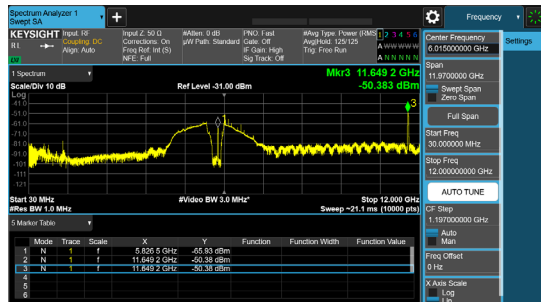 Spectrum Analyzer 1
Swept SA
Frequency
KEYSIGHT
RL
Input: RF
Coupling: DC
Align: Auto
Input Z: 50 Ω
Corrections: On
Freq Ref: Int (S)
NFE: Full
#Atten: 0 dB
µW Path: Standard
PNO: Fast
Gate: Off
IF Gain: High
Sig Track: Off
#Avg Type: Power (RMS
Avg|Hold: 125/125
Trig: Free Run
1 2 3 4 5 6
A W W W W W
A N N N N N
1 Spectrum
Scale/Div 10 dB
Ref Level -31.00 dBm
Mkr3 11.649 2 GHz
-50.383 dBm
Log
-41.0
-51.0
-61.0
-71.0
-81.0
-91.0
-101
-111
-121
1
3
Start 30 MHz
#Res BW 1.0 MHz
#Video BW 3.0 MHz*
Stop 12.000 GHz
Sweep ~21.1 ms (10000 pts)
5 Marker Table
Mode Trace Scale X Y Function Function Width Function Value
1 N 1 f 5.826 5 GHz -65.93 dBm
2 N 1 f 11.649 2 GHz -50.38 dBm
3 N 1 f 11.649 2 GHz -50.38 dBm
4
5
6
Settings
Center Frequency
6.015000000 GHz
Span
11.9700000 GHz
Swept Span
Zero Span
Full Span
Start Freq
30.000000 MHz
Stop Freq
12.000000000 GHz
AUTO TUNE
CF Step
1.197000000 GHz
Auto
Man
Freq Offset
0 Hz
X Axis Scale
Log
Lin